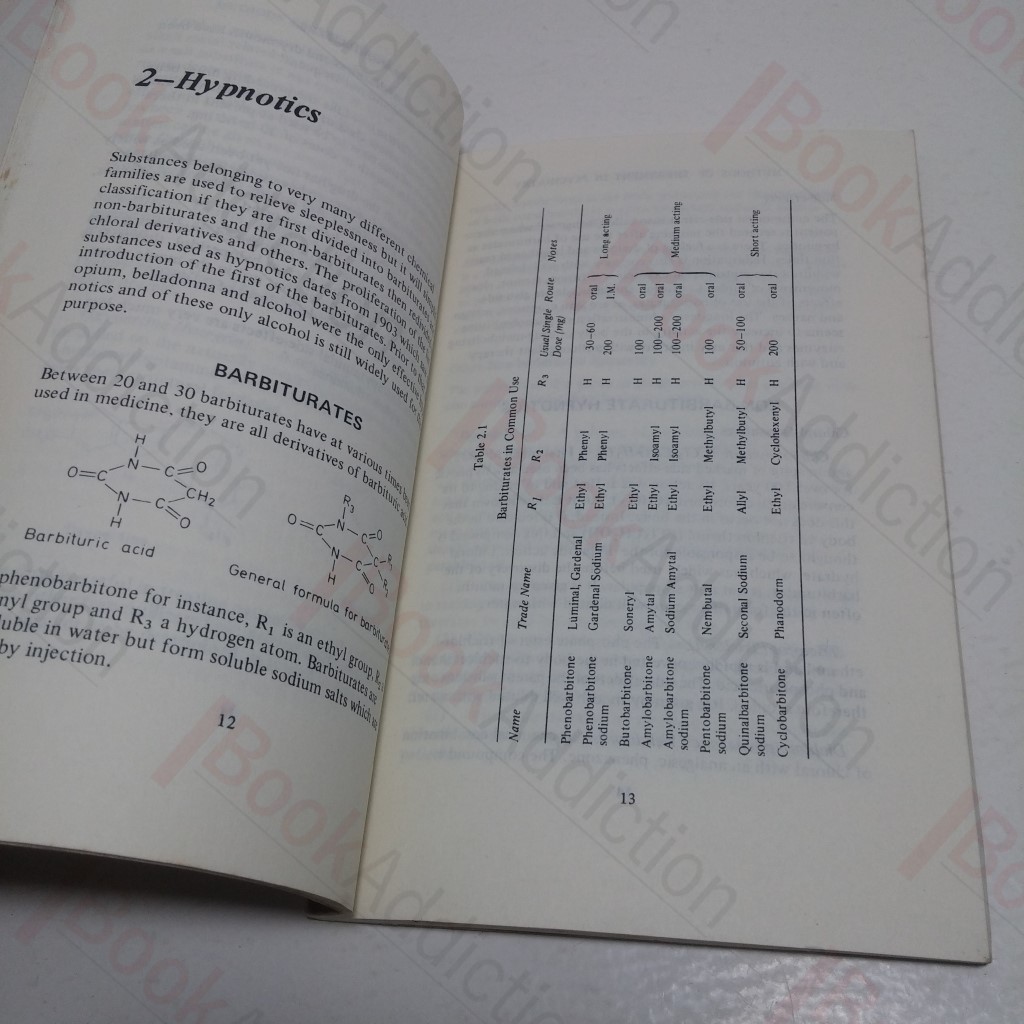 2–Hypnotics
Substances belonging to very many different chemical
families are used to relieve sleeplessness but it will
classification if they are first divided into barbiturates
non-barbiturates and the non-barbiturates then
chloral derivatives and others. The proliferation of
substances used as hypnotics dates from 1903 which
introduction of the first of the barbiturates. Prior to
opium, belladonna and alcohol were the only effective
notics and of these only alcohol is still widely used for
purpose.
BARBITURATES
Between 20 and 30 barbiturates have at various times been
used in medicine, they are all derivatives of barbituric acid
H
N
C=O
O=C
CH2
N
C
O
H
Barbituric acid
R3
N
C=O
O=C
C
R
N
C
O
H
General formula for
phenobarbitone for instance, R1 is an ethyl group,
nyl group and R3 a hydrogen atom. Barbiturates are
luble in water but form soluble sodium salts which
by injection.
12
Table 2.1
Barbiturates in Common Use
Name Trade Name R1 R2 R3 Usual Single Dose (mg) Route Notes
Phenobarbitone Luminal, Gardenal Ethyl Phenyl H 30–60 oral
Phenobarbitone sodium Gardenal Sodium Ethyl Phenyl H 200 I.M. Long acting
Butobarbitone Soneryl Ethyl H 100 oral
Amylobarbitone Amytal Ethyl Isoamyl H 100–200 oral
Amylobarbitone sodium Sodium Amytal Ethyl Isoamyl H 100–200 oral Medium acting
Pentobarbitone sodium Nembutal Ethyl Methylbutyl H 100 oral
Quinalbarbitone sodium Seconal Sodium Allyl Methylbutyl H 50–100 oral Short acting
Cyclobarbitone Phanodorm Ethyl Cyclohexenyl H 200 oral
13
BookAddiction